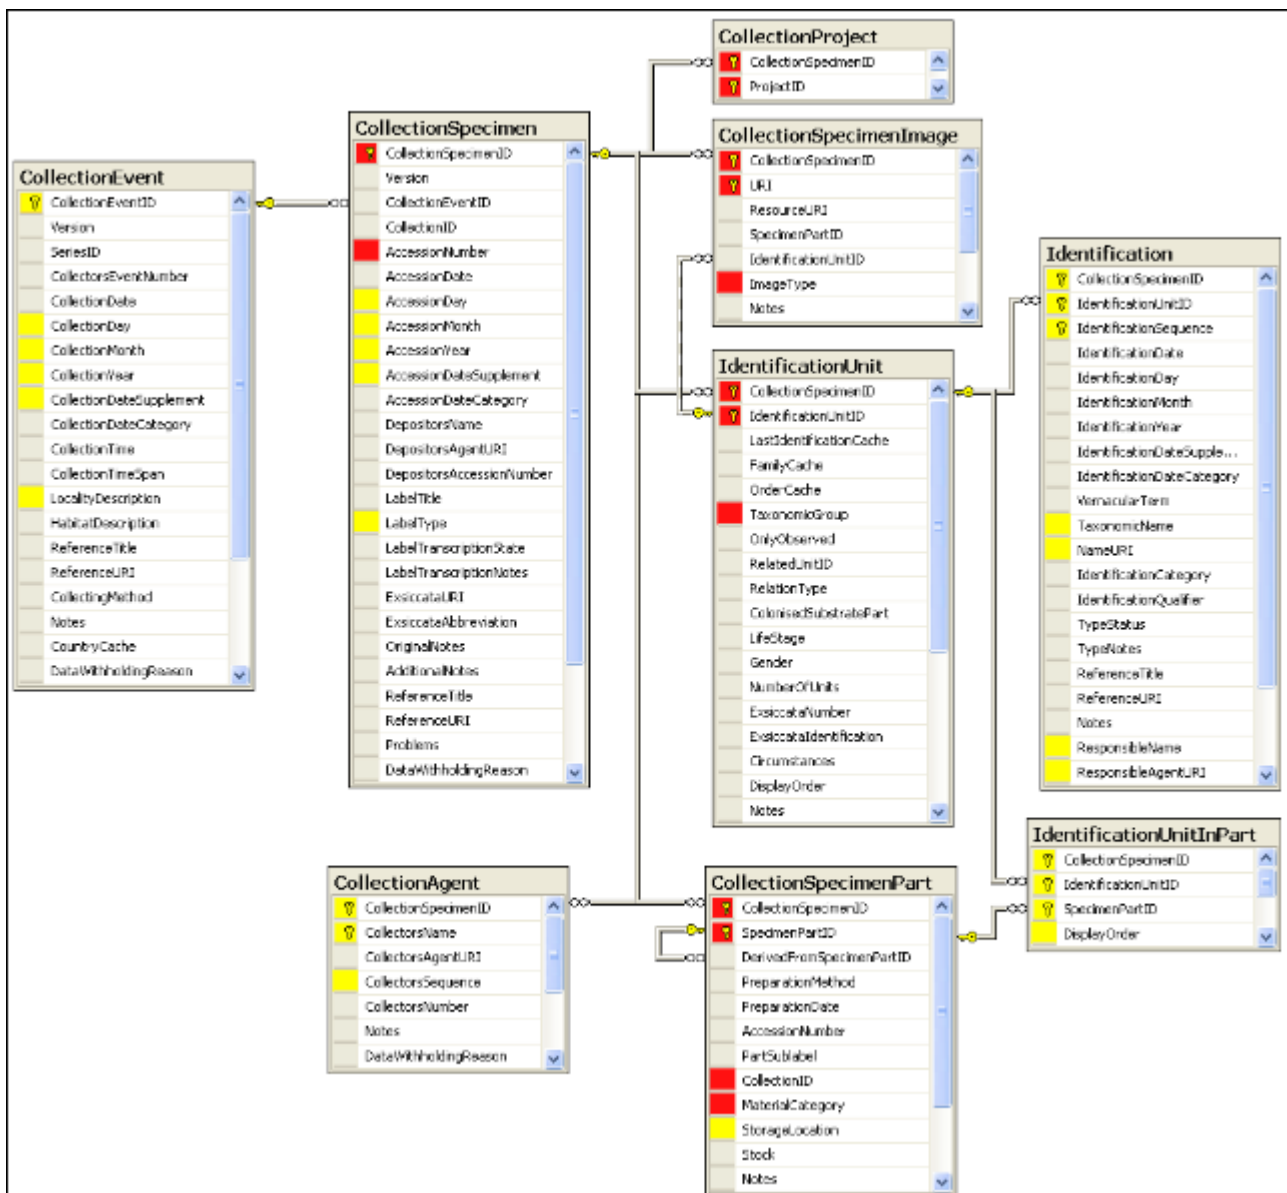 CollectionProject
CollectionSpecimenID
ProjectID
CollectionSpecimen
CollectionSpecimenID
Version
CollectionEventID
CollectionID
AccessionNumber
AccessionDate
AccessionDay
AccessionMonth
AccessionYear
AccessionDateSupplement
AccessionDateCategory
DepositorsName
DepositorsAgentURI
DepositorsAccessionNumber
LabelTitle
LabelType
LabelTranscriptionState
LabelTranscriptionNotes
ExsiccataURI
ExsiccataAbbreviation
OriginalNotes
AdditionalNotes
ReferenceTitle
ReferenceURI
Problems
DataWithholdingReason
CollectionSpecimenImage
CollectionSpecimenID
URI
ResourceURI
SpecimenPartID
IdentificationUnitID
ImageType
Notes
CollectionEvent
CollectionEventID
Version
SeriesID
CollectorsEventNumber
CollectionDate
CollectionDay
CollectionMonth
CollectionYear
CollectionDateSupplement
CollectionDateCategory
CollectionTime
CollectionTimeSpan
LocalityDescription
HabitatDescription
ReferenceTitle
ReferenceURI
CollectingMethod
Notes
CountryCache
DataWithholdingReason
Identification
CollectionSpecimenID
IdentificationUnitID
IdentificationSequence
IdentificationDate
IdentificationDay
IdentificationMonth
IdentificationYear
IdentificationDateSupple...
IdentificationDateCategory
VernacularTerm
TaxonomicName
NameURI
IdentificationCategory
IdentificationQualifier
TypeStatus
TypeNotes
ReferenceTitle
ReferenceURI
Notes
ResponsibleName
ResponsibleAgentURI
IdentificationUnit
CollectionSpecimenID
IdentificationUnitID
LastIdentificationCache
FamilyCache
OrderCache
TaxonomicGroup
OnlyObserved
RelatedUnitID
RelationType
ColonisedSubstratePart
LifeStage
Gender
NumberOfUnits
ExsiccataNumber
ExsiccataIdentification
Circumstances
DisplayOrder
Notes
IdentificationUnitInPart
CollectionSpecimenID
IdentificationUnitID
SpecimenPartID
DisplayOrder
CollectionAgent
CollectionSpecimenID
CollectorsName
CollectorsAgentURI
CollectorsSequence
CollectorsNumber
Notes
DataWithholdingReason
CollectionSpecimenPart
CollectionSpecimenID
SpecimenPartID
DerivedFromSpecimenPartID
PreparationMethod
PreparationDate
AccessionNumber
PartSublabel
CollectionID
MaterialCategory
StorageLocation
Stock
Notes